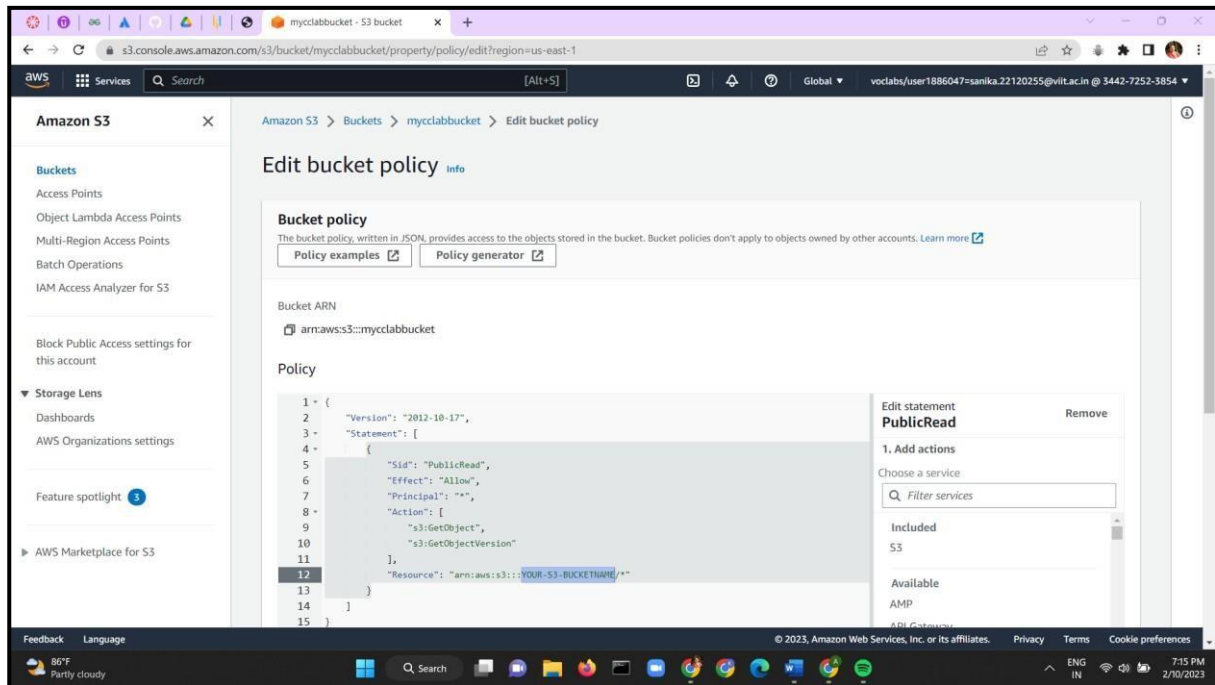 mycclabbucket - S3 bucket
s3.console.aws.amazon.com/s3/bucket/mycclabbucket/property/policy/edit?region=us-east-1
aws Services Search [Alt+S] Global voclabs/user1886047=sanika.22120255@viit.ac.in @ 3442-7252-3854
Amazon S3
Buckets
Access Points
Object Lambda Access Points
Multi-Region Access Points
Batch Operations
IAM Access Analyzer for S3
Block Public Access settings for
this account
Storage Lens
Dashboards
AWS Organizations settings
Feature spotlight 3
AWS Marketplace for S3
Amazon S3 > Buckets > mycclabbucket > Edit bucket policy
Edit bucket policy Info
Bucket policy
The bucket policy, written in JSON, provides access to the objects stored in the bucket. Bucket policies don't apply to objects owned by other accounts. Learn more
Policy examples Policy generator
Bucket ARN
arn:aws:s3:::mycclabbucket
Policy
1 {
2 "Version": "2012-10-17",
3 "Statement": [
4 {
5 "Sid": "PublicRead",
6 "Effect": "Allow",
7 "Principal": "*",
8 "Action": [
9 "s3:GetObject",
10 "s3:GetObjectVersion"
11 ],
12 "Resource": "arn:aws:s3:::YOUR-S3-BUCKETNAME/*"
13 }
14 ]
15 }
Edit statement
PublicRead
Remove
1. Add actions
Choose a service
Filter services
Included
S3
Available
AMP
API Gateway
Feedback Language © 2023, Amazon Web Services, Inc. or its affiliates. Privacy Terms Cookie preferences
86°F
Partly cloudy
Search
ENG
IN
7:15 PM
2/10/2023